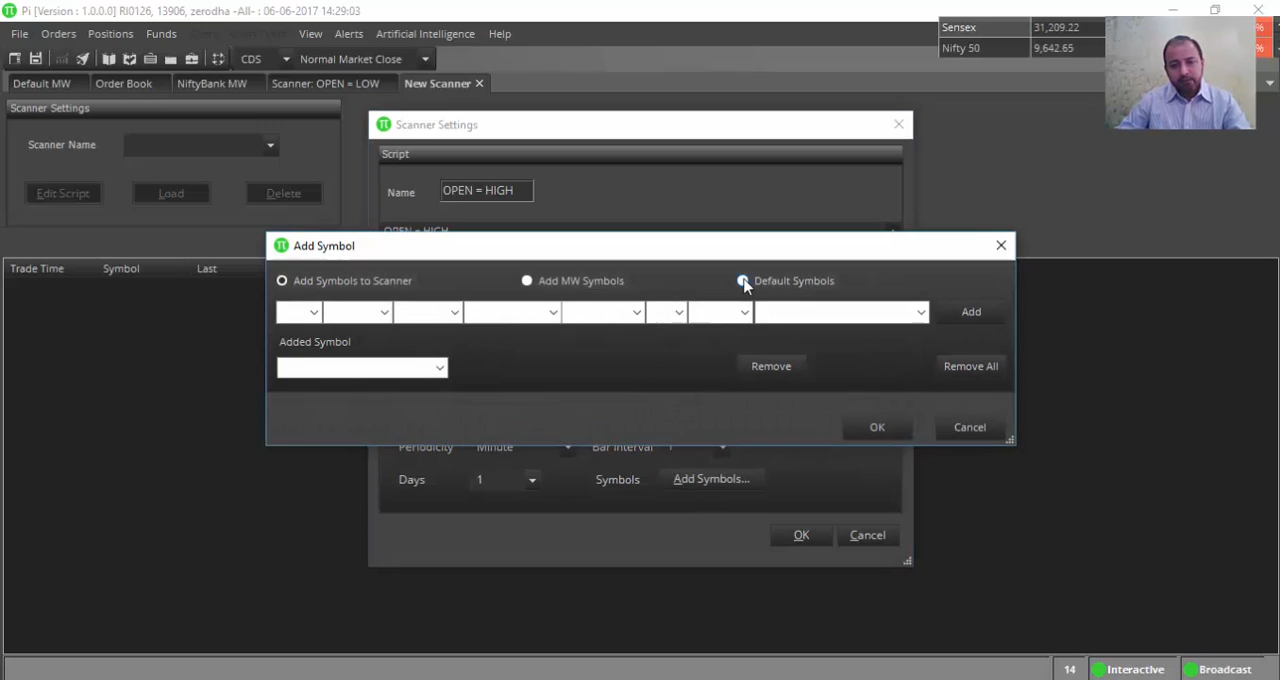 Pi [Version : 1.0.0.0] RI0126, 13906, zerodha -All- : 06-06-2017 14:29:03
File Orders Positions Funds View Alerts Artificial Intelligence Help
Sensex 31,209.22 %
Nifty 50 9,642.65 %
CDS Normal Market Close
Default MW Order Book NiftyBank MW Scanner: OPEN = LOW New Scanner
Scanner Settings
Scanner Name
Edit Script Load Delete
Trade Time Symbol Last
Scanner Settings
Script
Name OPEN = HIGH
OPEN = HIGH
Add Symbol
Add Symbols to Scanner Add MW Symbols Default Symbols
Add
Added Symbol
Remove Remove All
OK Cancel
Periodicity Minute Bar Interval 1
Days 1 Symbols Add Symbols...
OK Cancel
14 Interactive Broadcast